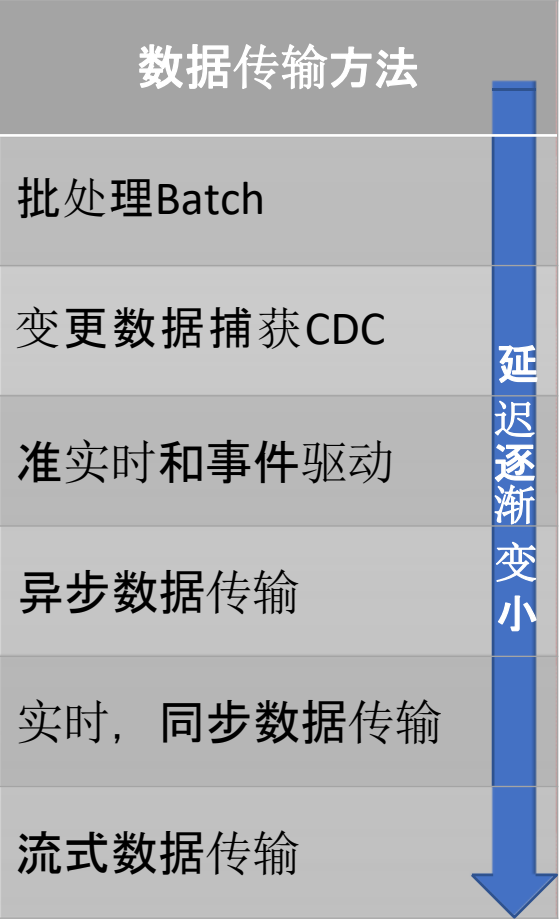 数据传输方法
批处理Batch
变更数据捕获CDC
准实时和事件驱动
异步数据传输
实时，同步数据传输
流式数据传输
延迟逐渐变小